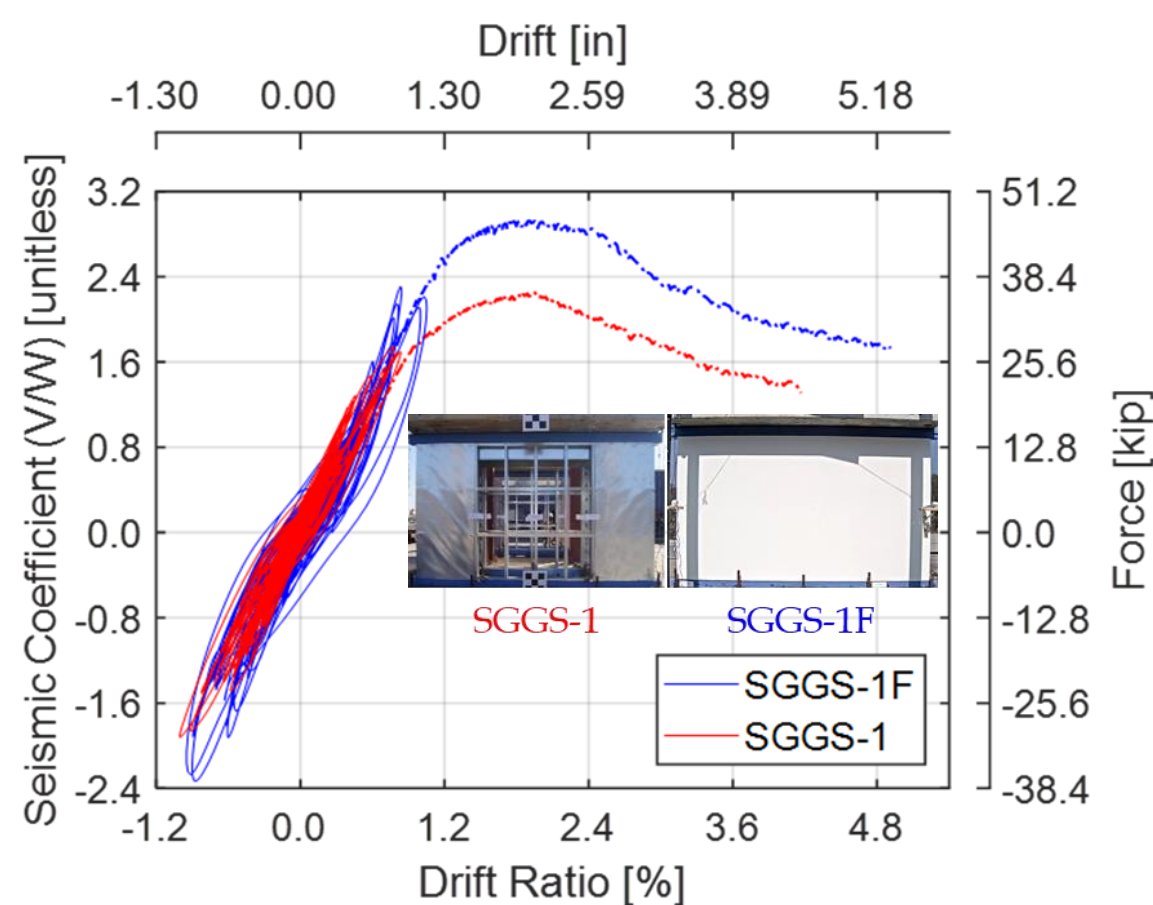 Drift [in]
-1.30 0.00 1.30 2.59 3.89 5.18
Seismic Coefficient (V/W) [unitless]
3.2
2.4
1.6
0.8
0.0
-0.8
-1.6
-2.4
51.2
38.4
25.6
12.8
0.0
-12.8
-25.6
-38.4
Force [kip]
SGGS-1 SGGS-1F
SGGS-1F
SGGS-1
-1.2 0.0 1.2 2.4 3.6 4.8
Drift Ratio [%]